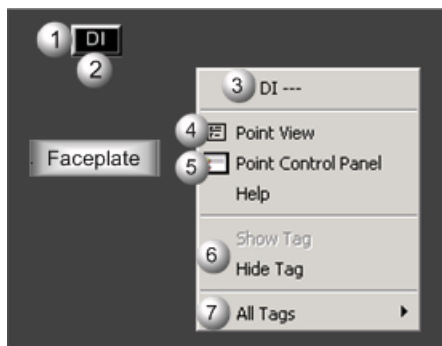 1 DI
2
3 DI ---
4 Point View
Faceplate
5 Point Control Panel
Help
Show Tag
6
Hide Tag
7 All Tags